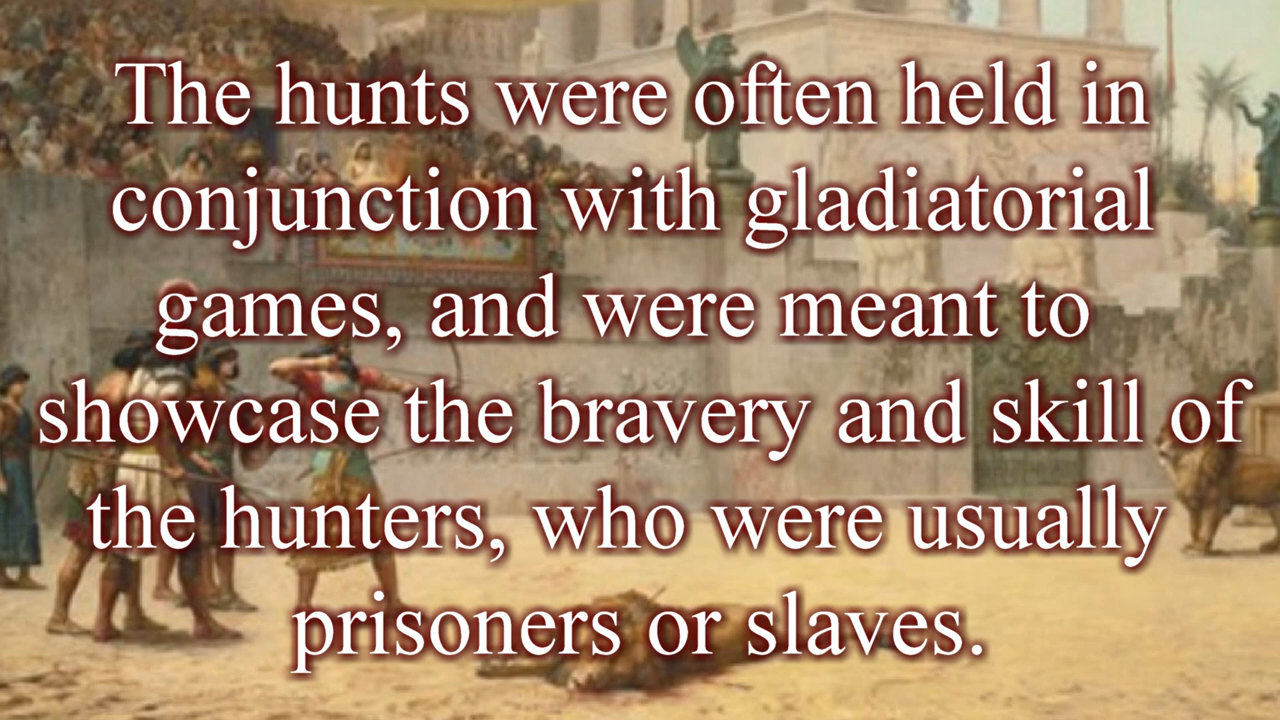 The hunts were often held in
conjunction with gladiatorial
games, and were meant to
showcase the bravery and skill of
the hunters, who were usually
prisoners or slaves.